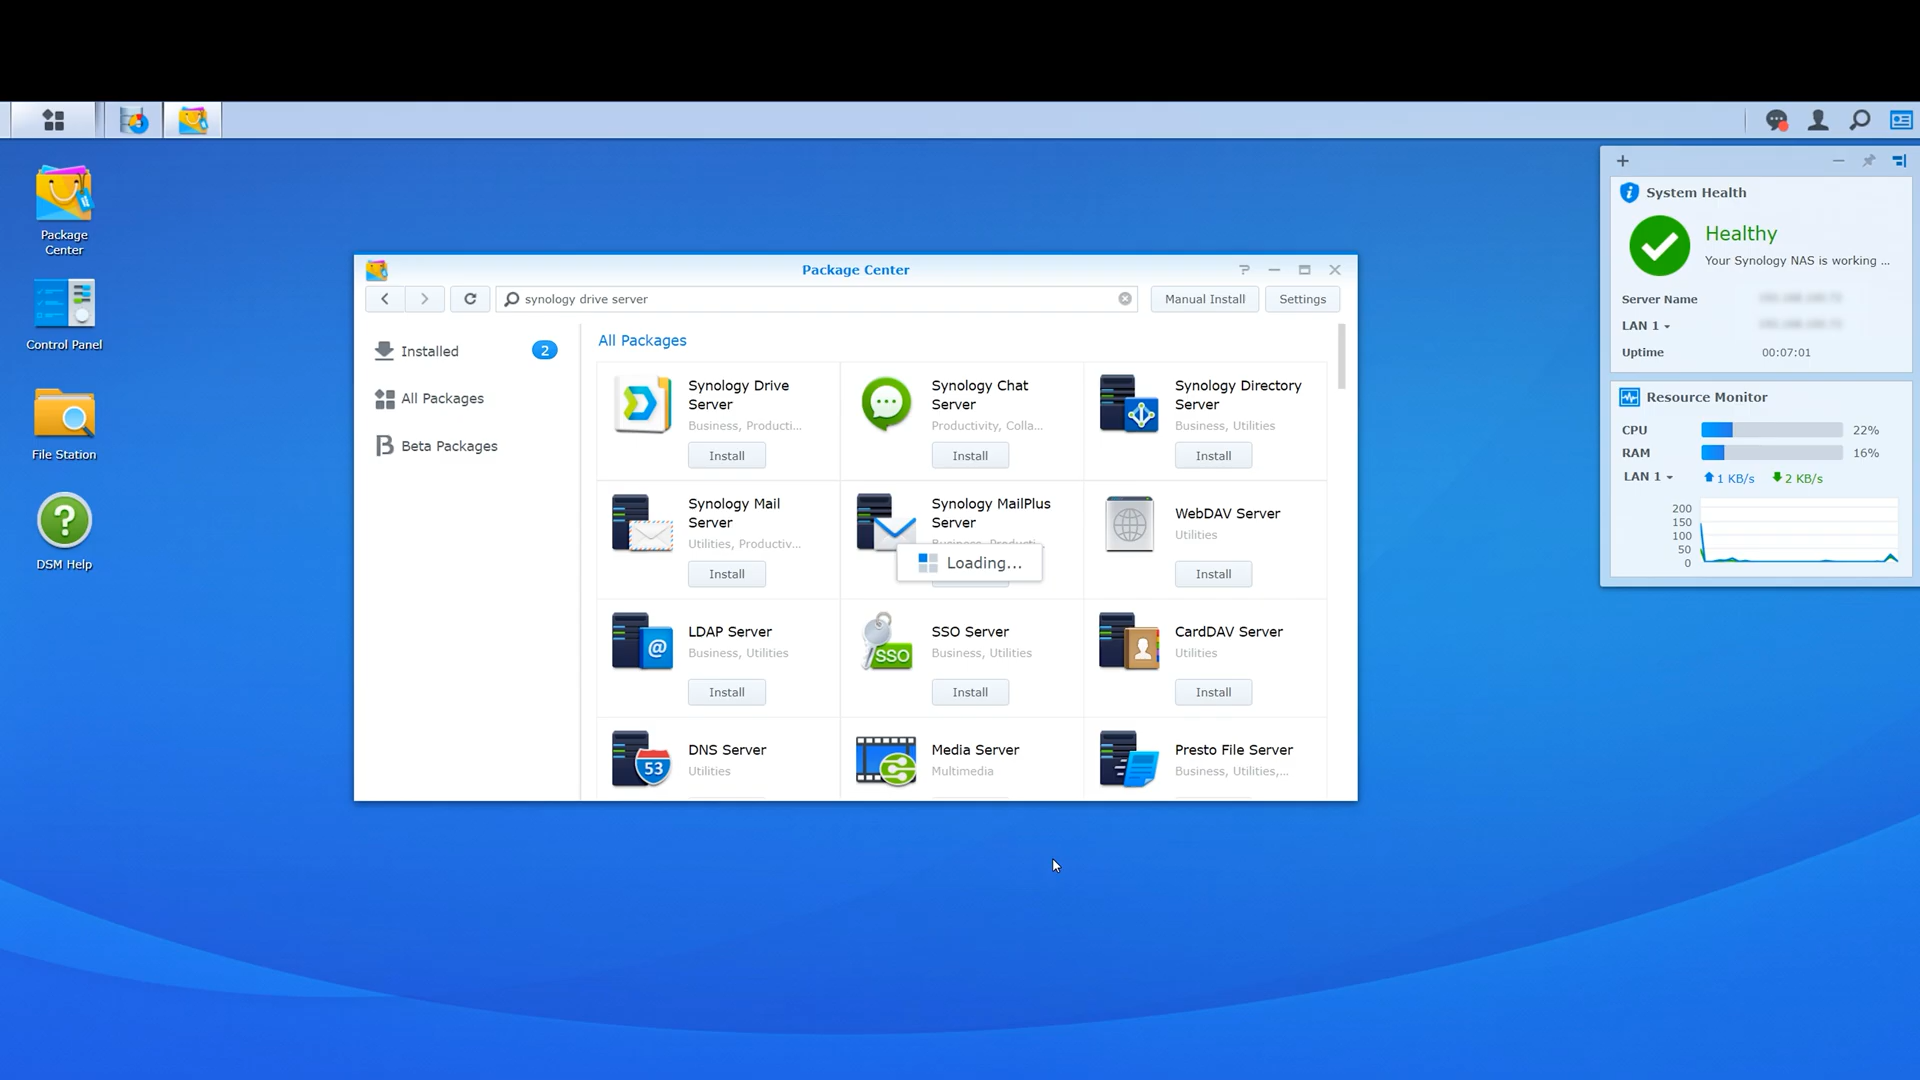 Package
Center
Control Panel
File Station
DSM Help
Package Center
synology drive server
Manual Install
Settings
Installed
2
All Packages
Beta Packages
All Packages
Synology Drive
Server
Business, Producti...
Install
Synology Chat
Server
Productivity, Colla...
Install
Synology Directory
Server
Business, Utilities
Install
Synology Mail
Server
Utilities, Productiv...
Install
Synology MailPlus
Server
Loading...
WebDAV Server
Utilities
Install
@
LDAP Server
Business, Utilities
Install
SSO
SSO Server
Business, Utilities
Install
CardDAV Server
Utilities
Install
53
DNS Server
Utilities
Media Server
Multimedia
Presto File Server
Business, Utilities,...
System Health
Healthy
Your Synology NAS is working ...
Server Name
LAN 1
Uptime 00:07:01
Resource Monitor
CPU 22%
RAM 16%
LAN 1 1 KB/s 2 KB/s
200
150
100
50
0